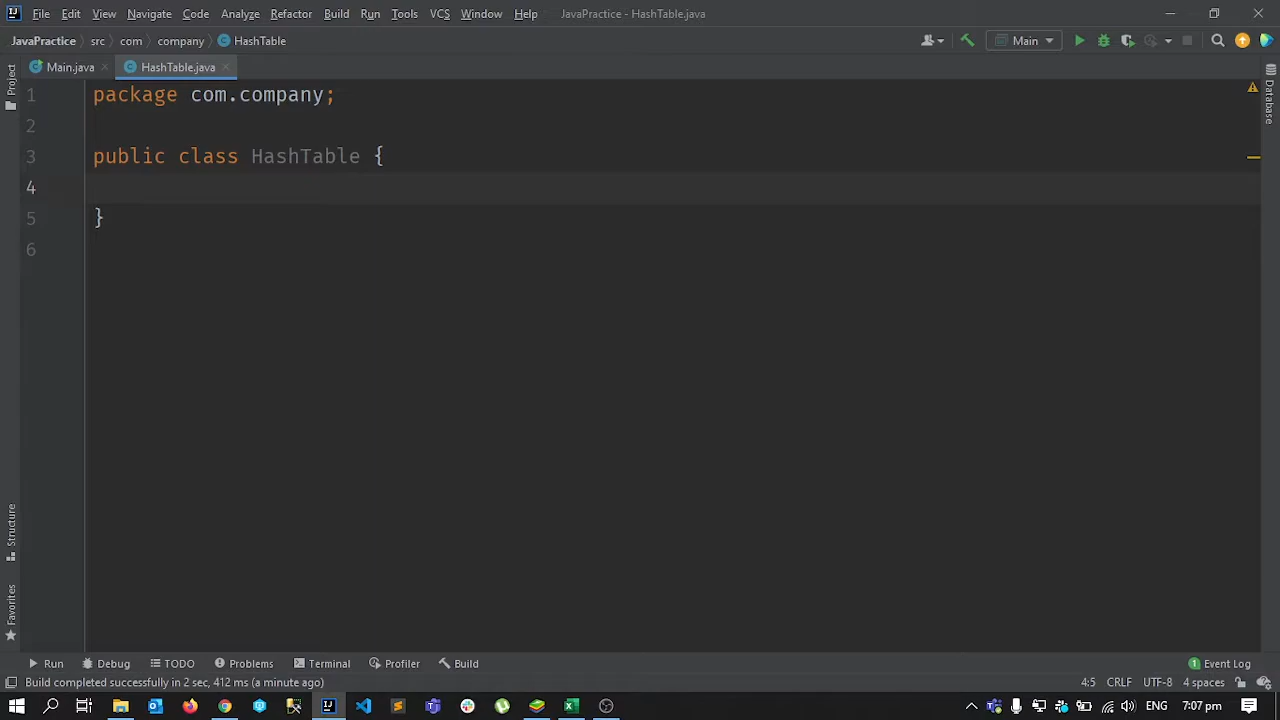 File Edit View Navigate Code Analyze Refactor Build Run Tools VCS Window Help JavaPractice - HashTable.java
JavaPractice src com company HashTable Main
Main.java HashTable.java
Project
Database
1 package com.company;
2
3 public class HashTable {
4
5 }
6
Structure
Favorites
Run Debug TODO Problems Terminal Profiler Build 1 Event Log
Build completed successfully in 2 sec, 412 ms (a minute ago) 4:5 CRLF UTF-8 4 spaces
ENG 7:07 pm